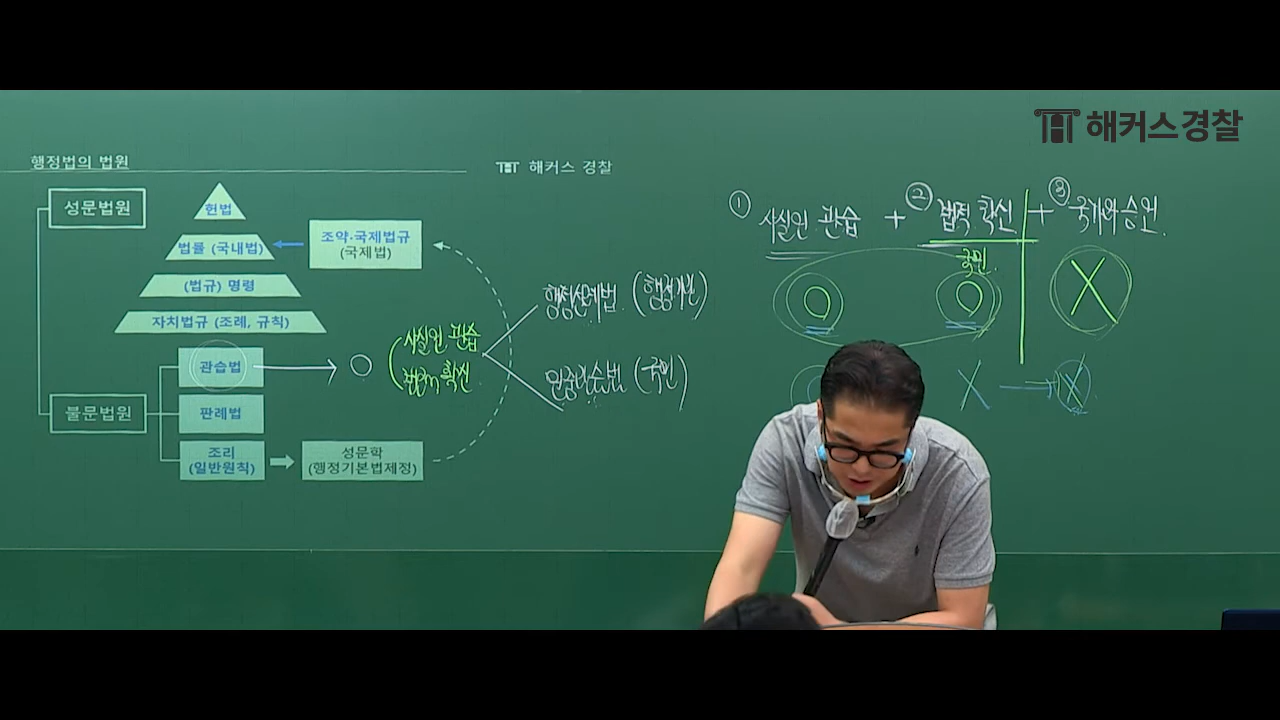 해커스경찰
행정법의 법원
해커스 경찰
성문법원
헌법
법률 (국내법)
조약·국제법규
(국제법)
(법규) 명령
자치법규 (조례, 규칙)
관습법
불문법원
판례법
조리
(일반원칙)
성문학
(행정기본법제정)
사실인 관습
확신
행정선례법 (행정기관)
민중관습법 (국민)
① 사실인 관습 + ② 법적 확신 + ③ 국가의 승인
국민
O O X
X X